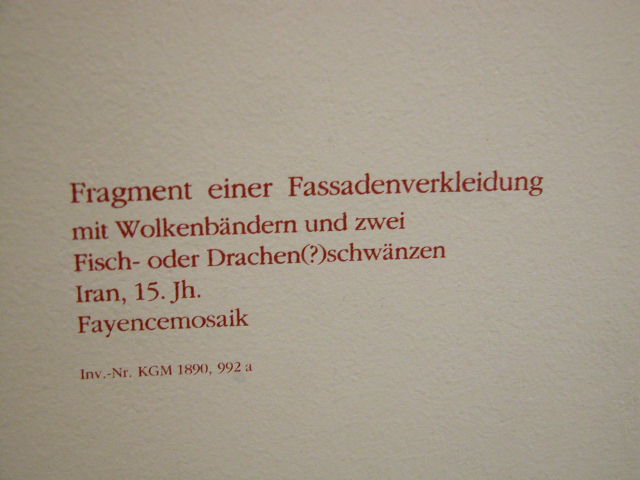 Fragment einer Fassadenverkleidung
mit Wolkenbändern und zwei
Fisch- oder Drachen(?)schwänzen
Iran, 15. Jh.
Fayencemosaik
Inv.-Nr. KGM 1890, 992 a